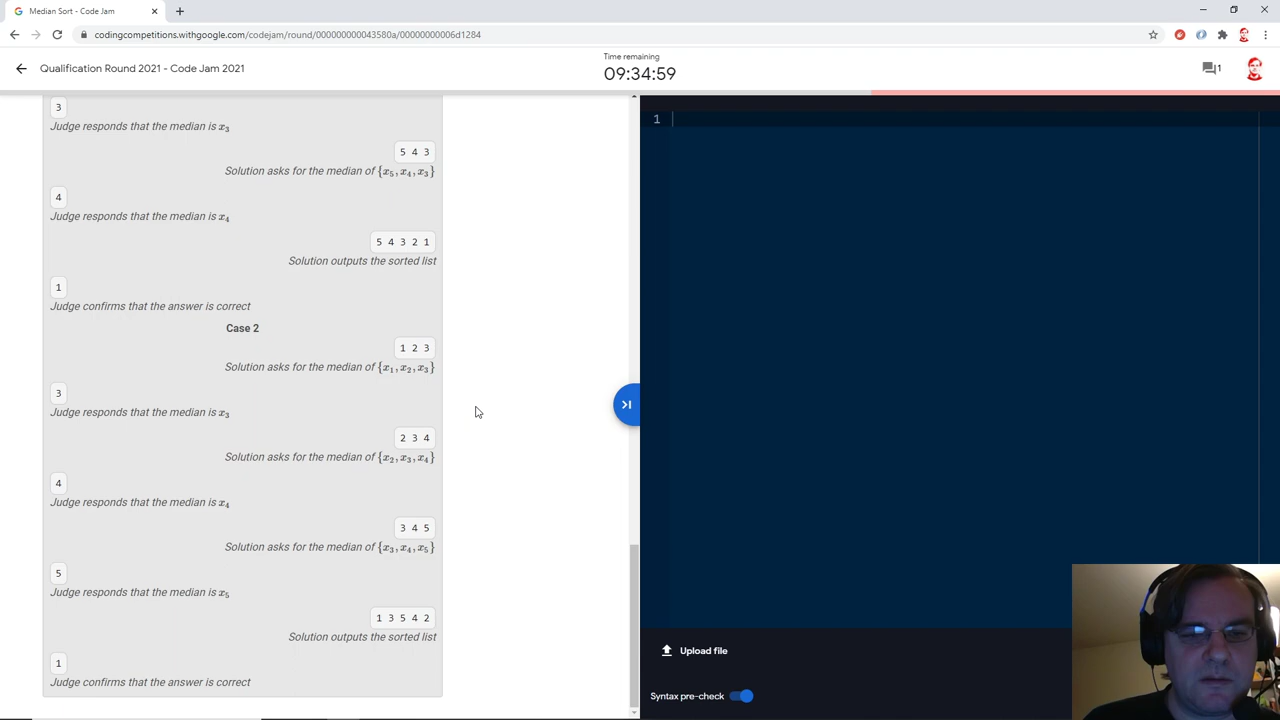 Median Sort - Code Jam
codingcompetitions.withgoogle.com/codejam/round/000000000043580a/00000000006d1284
Qualification Round 2021 - Code Jam 2021
Time remaining
09:34:59
1
3
Judge responds that the median is x₃
5 4 3
Solution asks for the median of {x₅, x₄, x₃}
4
Judge responds that the median is x₄
5 4 3 2 1
Solution outputs the sorted list
1
Judge confirms that the answer is correct
Case 2
1 2 3
Solution asks for the median of {x₁, x₂, x₃}
3
Judge responds that the median is x₃
2 3 4
Solution asks for the median of {x₂, x₃, x₄}
4
Judge responds that the median is x₄
3 4 5
Solution asks for the median of {x₃, x₄, x₅}
5
Judge responds that the median is x₅
1 3 5 4 2
Solution outputs the sorted list
1
Judge confirms that the answer is correct
1
Upload file
Syntax pre-check